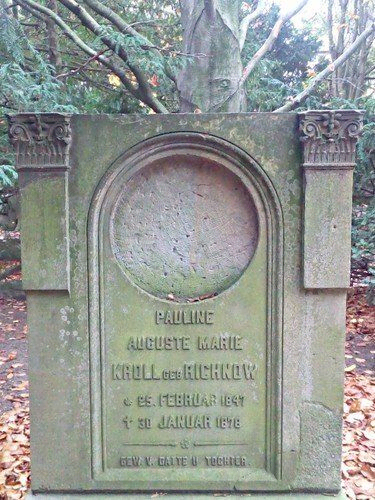 PAULINE
AUGUSTE MARIE
KROLL GEB RICHNOW
* 25. FEBRUAR 1847
† 30 JANUAR 1878
GEW. V. GATTE U TOCHTER.